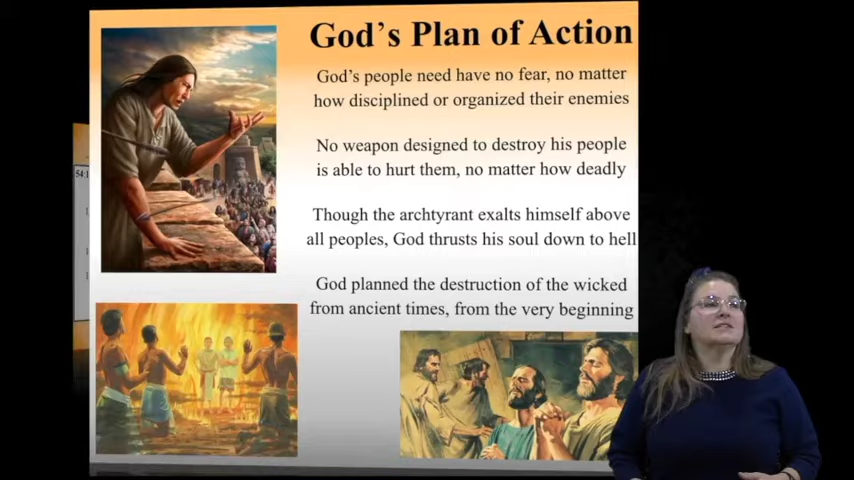 God's Plan of Action
God's people need have no fear, no matter
how disciplined or organized their enemies
No weapon designed to destroy his people
is able to hurt them, no matter how deadly
Though the archtyrant exalts himself above
all peoples, God thrusts his soul down to hell
God planned the destruction of the wicked
from ancient times, from the very beginning